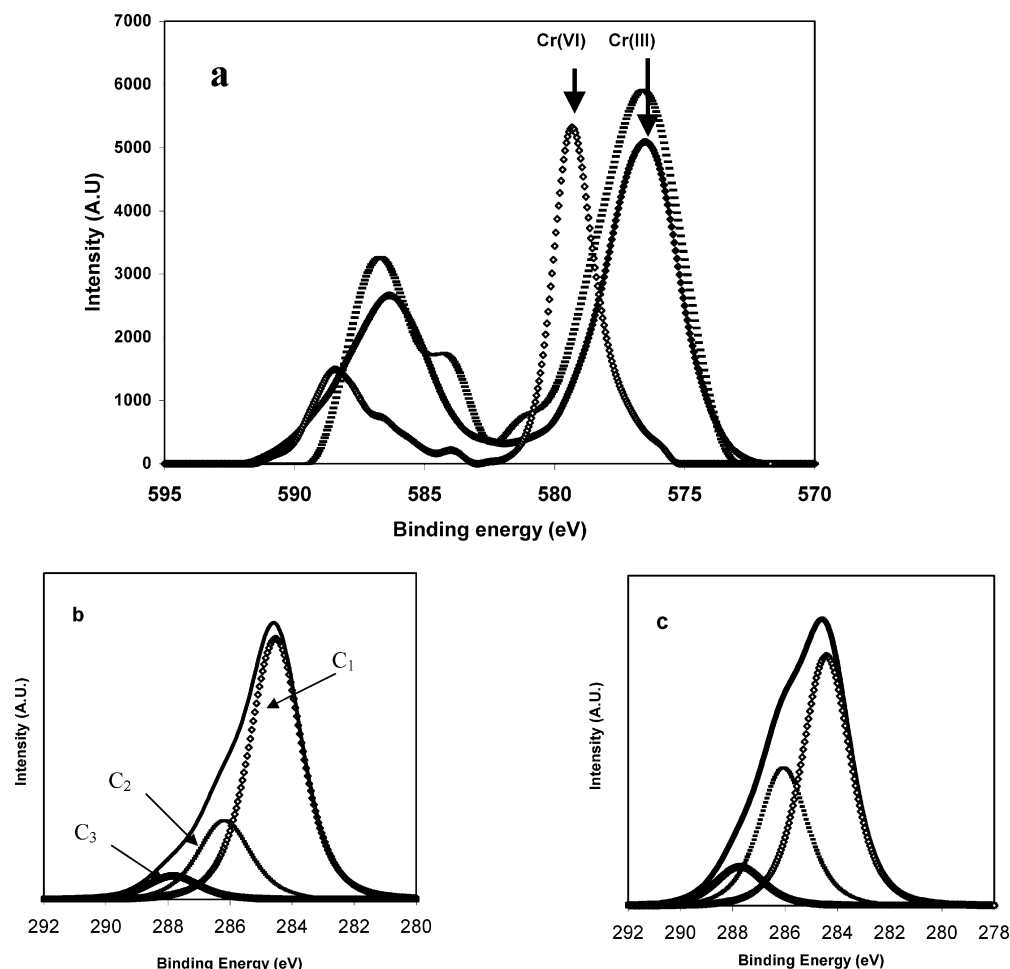 7000
Cr(VI) Cr(III)
a
6000
5000
4000
3000
2000
1000
0
Intensity (A.U)
595 590 585 580 575 570
Binding energy (eV)
b
C1
C2
C3
Intensity (A.U.)
292 290 288 286 284 282 280
Binding Energy (eV)
c
Intensity (A.U.)
292 290 288 286 284 282 280 278
Binding Energy (eV)